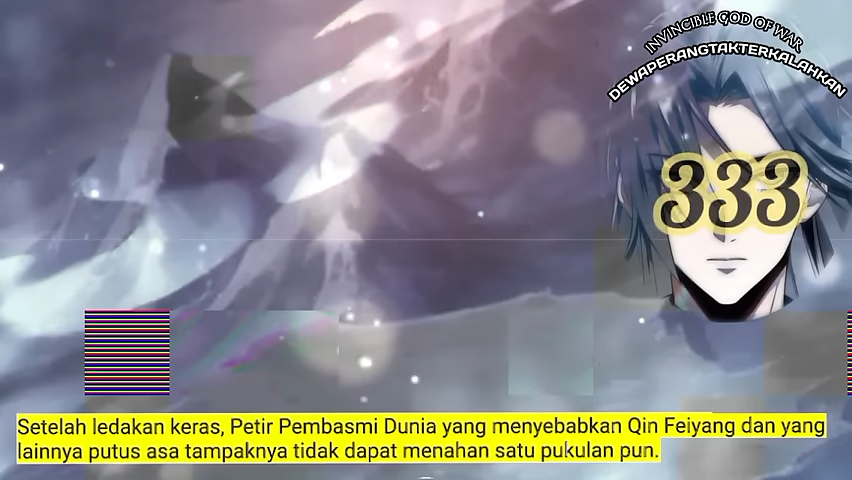 INVINCIBLE GOD OF WAR
DEWAPERANGTAKTERKALAHKAN
333
Setelah ledakan keras, Petir Pembasmi Dunia yang menyebabkan Qin Feiyang dan yang
lainnya putus asa tampaknya tidak dapat menahan satu pukulan pun.